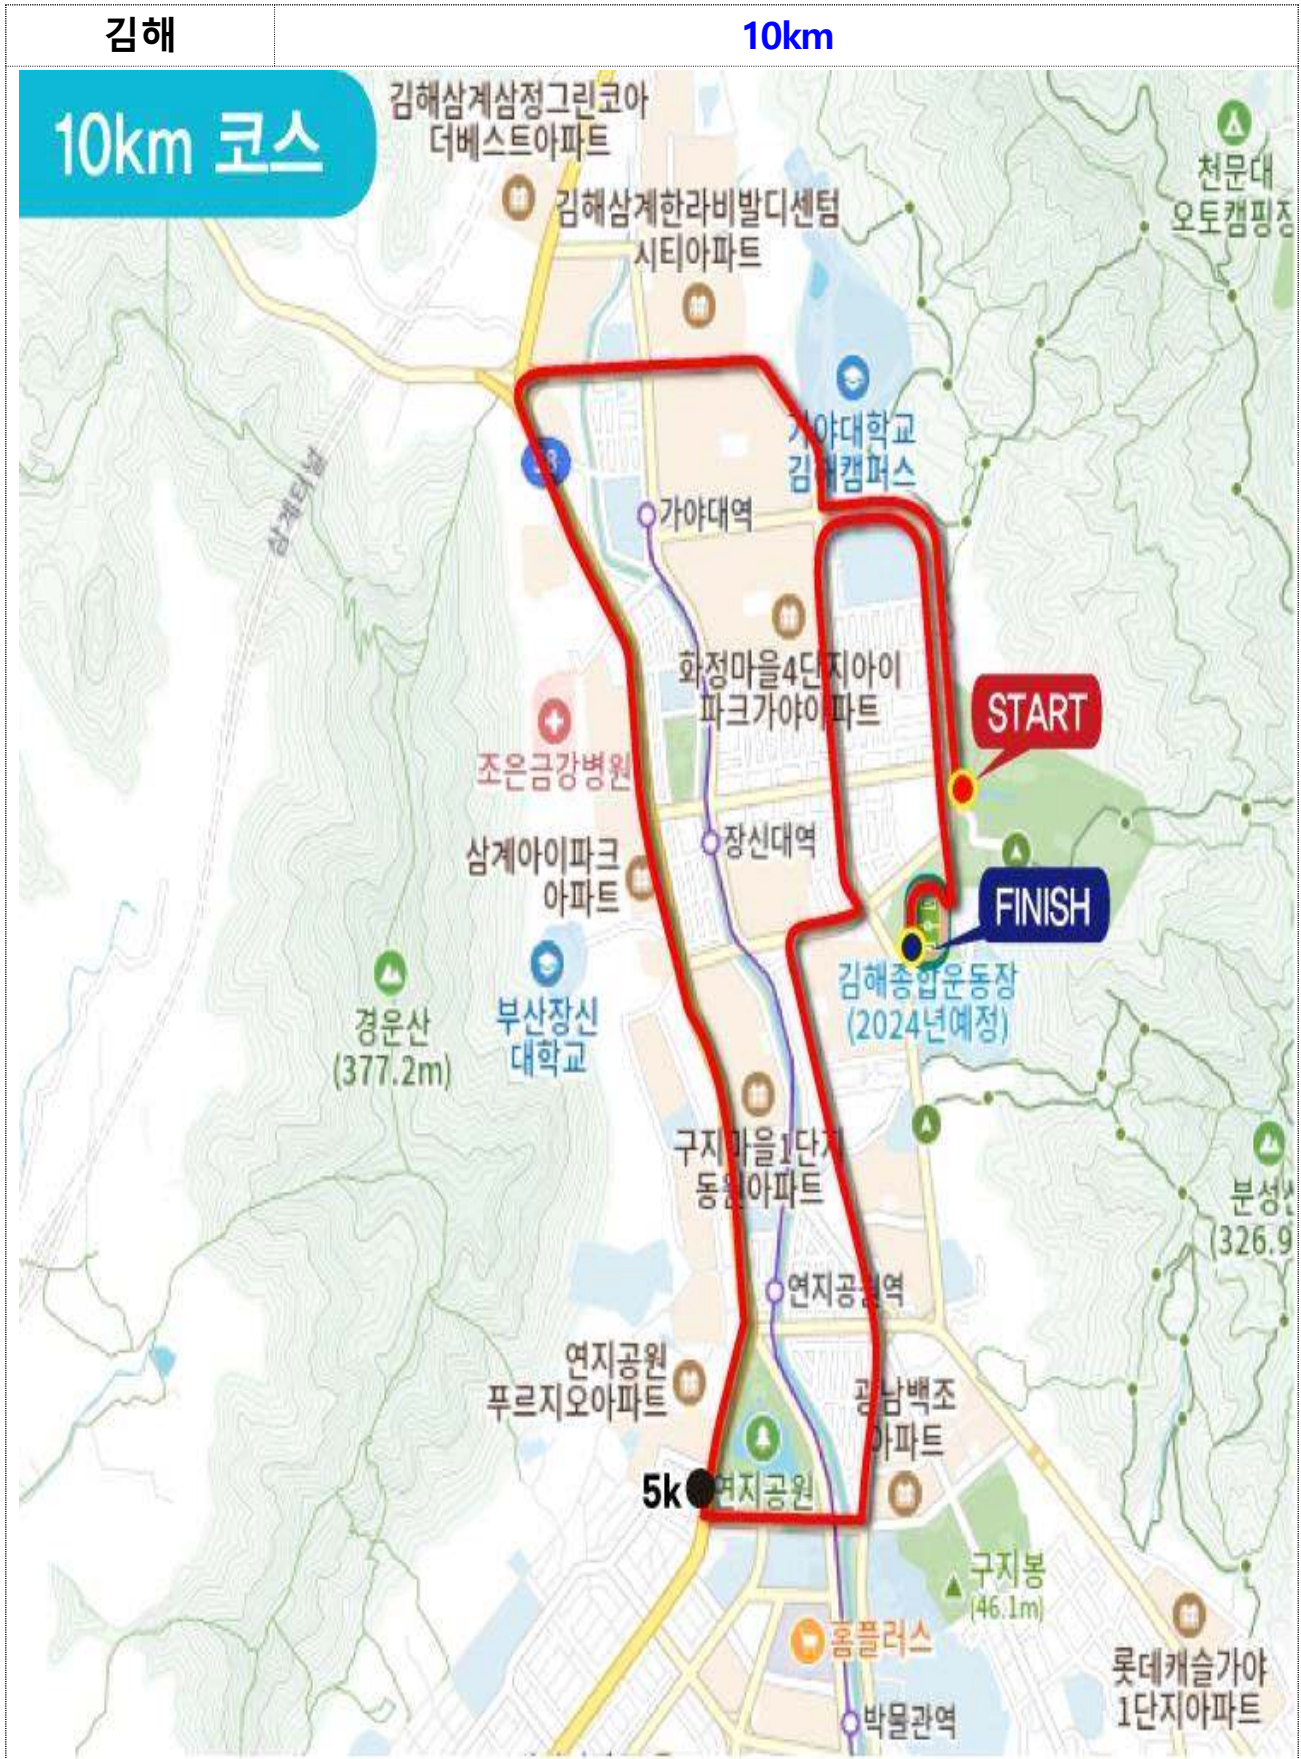 김해
10km
10km 코스
김해삼계삼정그린코아
더베스트아파트
천문대
오토캠핑장
김해삼계한라비발디센텀
시티아파트
가야대학교
김해캠퍼스
삼계터널
가야대역
화정마을4단지아이
파크가야아파트
START
조은금강병원
장신대역
삼계아이파크
아파트
FINISH
김해종합운동장
(2024년예정)
경운산
(377.2m)
부산장신
대학교
구지마을1단지
동원아파트
분성산
(326.9
연지공원역
연지공원
푸르지오아파트
광남백조
아파트
5k
연지공원
구지봉
(46.1m)
홈플러스
롯데캐슬가야
1단지아파트
박물관역